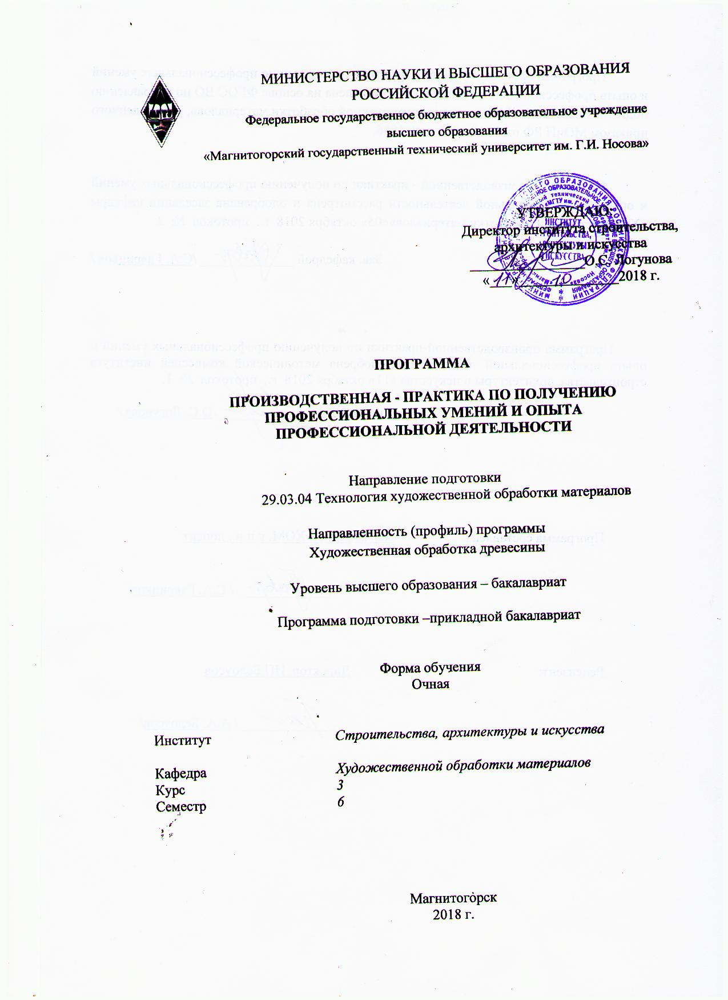 МИНИСТЕРСТВО НАУКИ И ВЫСШЕГО ОБРАЗОВАНИЯ
РОССИЙСКОЙ ФЕДЕРАЦИИ
Федеральное государственное бюджетное образовательное учреждение
высшего образования
«Магнитогорский государственный технический университет им. Г.И. Носова»
МГТУ
УТВЕРЖДАЮ:
Директор института строительства,
архитектуры и искусства
О.С. Логунова
«11» 10 2018 г.
ПРОГРАММА
ПРОИЗВОДСТВЕННАЯ - ПРАКТИКА ПО ПОЛУЧЕНИЮ
ПРОФЕССИОНАЛЬНЫХ УМЕНИЙ И ОПЫТА
ПРОФЕССИОНАЛЬНОЙ ДЕЯТЕЛЬНОСТИ
Направление подготовки
29.03.04 Технология художественной обработки материалов
Направленность (профиль) программы
Художественная обработка древесины
Уровень высшего образования – бакалавриат
Программа подготовки –прикладной бакалавриат
Форма обучения
Очная
Институт Строительства, архитектуры и искусства
Кафедра Художественной обработки материалов
Курс 3
Семестр 6
Магнитогорск
2018 г.